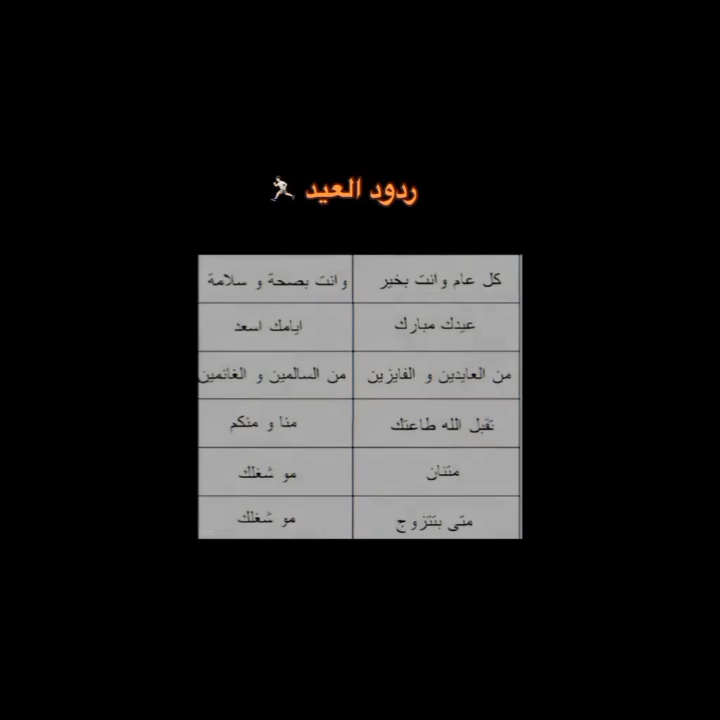 ردود العيد 🏃🏻
كل عام وانت بخير وانت بصحة و سلامة
عيدك مبارك ايامك اسعد
من العايدين و الفايزين من السالمين و الغانمين
تقبل الله طاعتك منا و منكم
متنان مو شغلك
متى بتتزوج مو شغلك